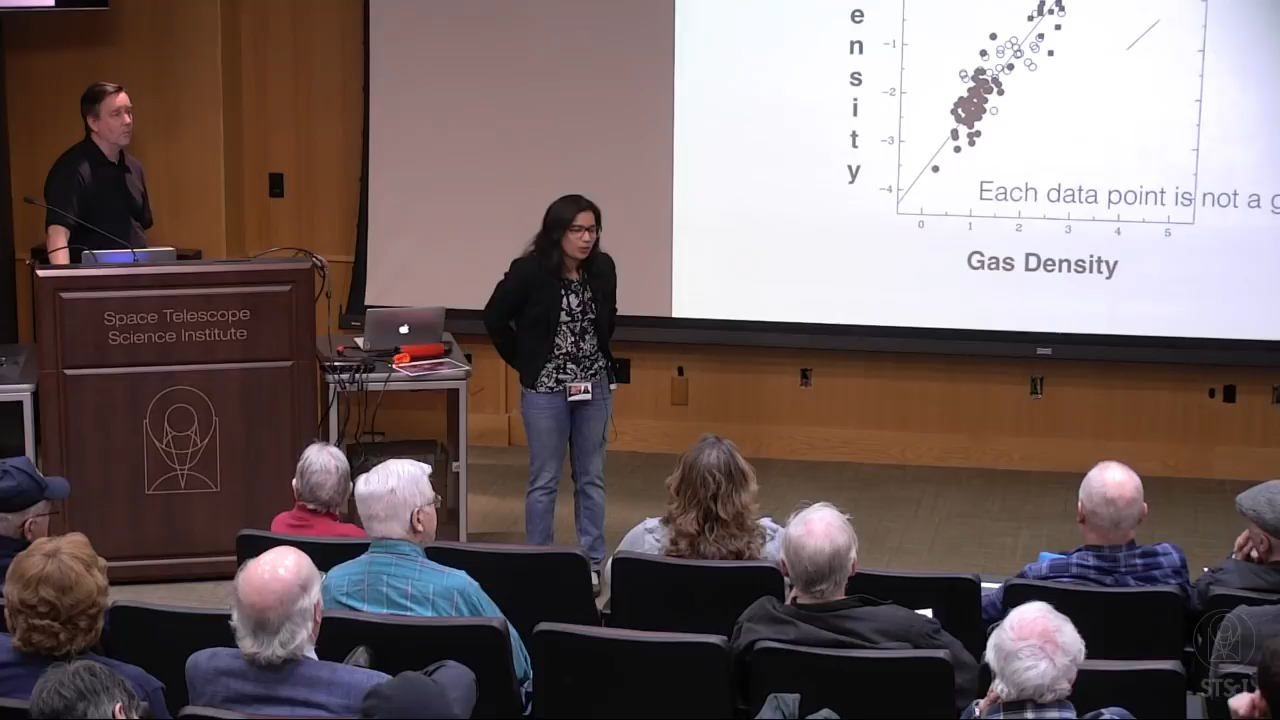 e
n
s
i
t
y
-1
-2
-3
-4
0 1 2 3 4 5
Each data point is not a g
Gas Density
Space Telescope
Science Institute
STScI